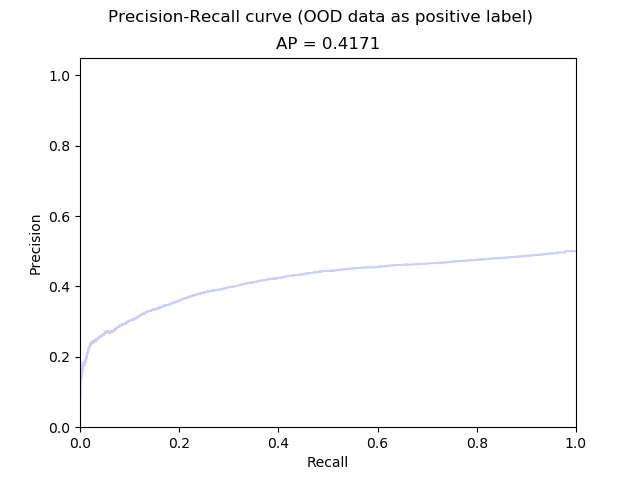 Precision-Recall curve (OOD data as positive label)
AP = 0.4171
1.0
0.8
0.6
0.4
0.2
0.0
Precision
0.0 0.2 0.4 0.6 0.8 1.0
Recall